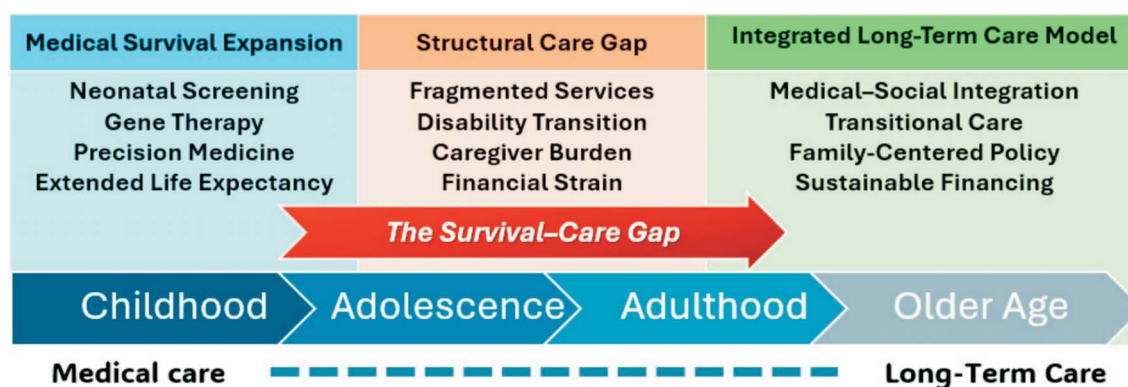 Medical Survival Expansion
Neonatal Screening
Gene Therapy
Precision Medicine
Extended Life Expectancy
Structural Care Gap
Fragmented Services
Disability Transition
Caregiver Burden
Financial Strain
Integrated Long-Term Care Model
Medical–Social Integration
Transitional Care
Family-Centered Policy
Sustainable Financing
The Survival–Care Gap
Childhood
Adolescence
Adulthood
Older Age
Medical care
Long-Term Care